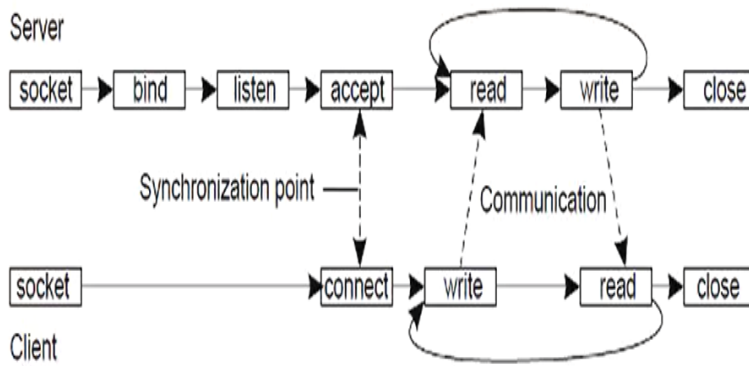 Server
socket bind listen accept read write close
Synchronization point
Communication
socket connect write read close
Client